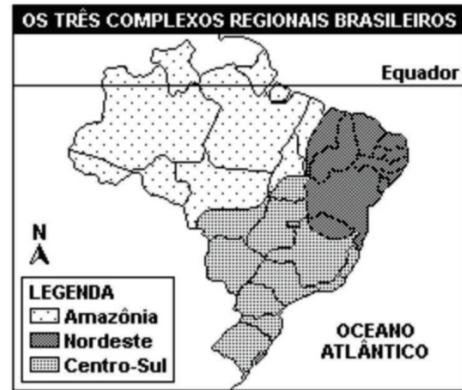 OS TRÊS COMPLEXOS REGIONAIS BRASILEIROS
Equador
N
LEGENDA
Amazônia
Nordeste
Centro-Sul
OCEANO
ATLÂNTICO